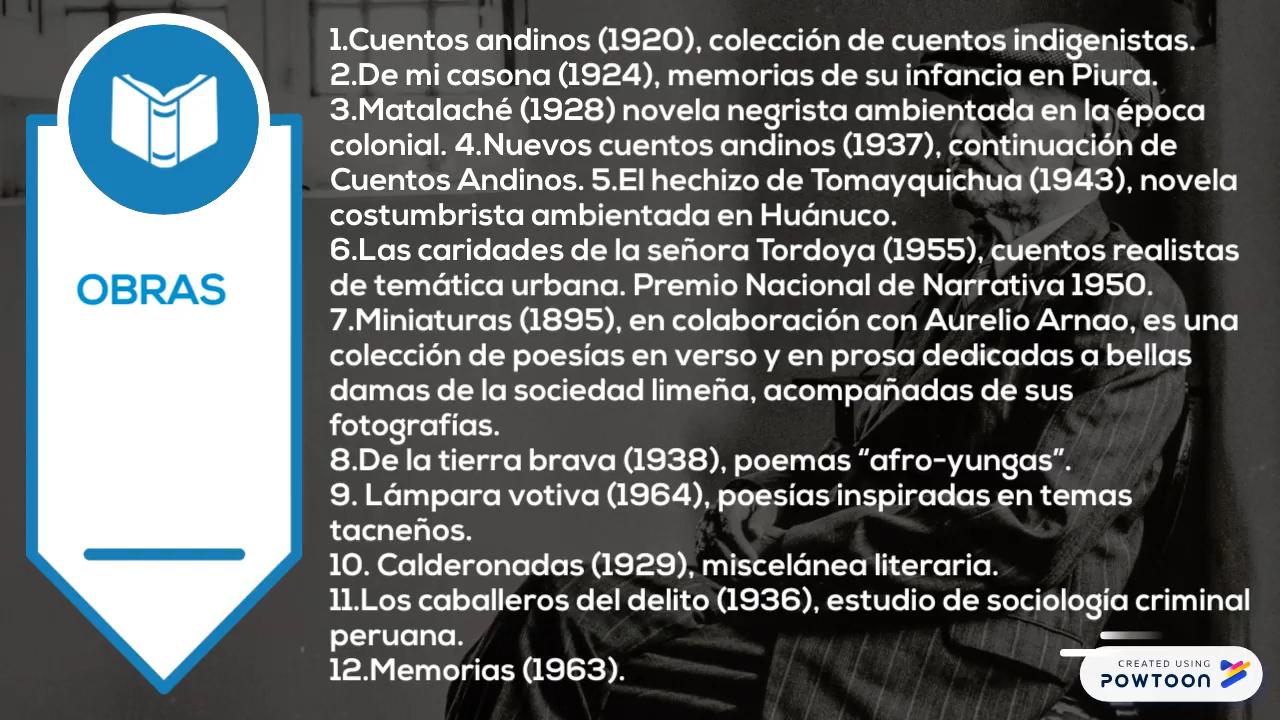 OBRAS
1.Cuentos andinos (1920), colección de cuentos indigenistas.
2.De mi casona (1924), memorias de su infancia en Piura.
3.Matalaché (1928) novela negrista ambientada en la época
colonial. 4.Nuevos cuentos andinos (1937), continuación de
Cuentos Andinos. 5.El hechizo de Tomayquichua (1943), novela
costumbrista ambientada en Huánuco.
6.Las caridades de la señora Tordoya (1955), cuentos realistas
de temática urbana. Premio Nacional de Narrativa 1950.
7.Miniaturas (1895), en colaboración con Aurelio Arnao, es una
colección de poesías en verso y en prosa dedicadas a bellas
damas de la sociedad limeña, acompañadas de sus
fotografías.
8.De la tierra brava (1938), poemas “afro-yungas”.
9. Lámpara votiva (1964), poesías inspiradas en temas
tacneños.
10. Calderonadas (1929), miscelánea literaria.
11.Los caballeros del delito (1936), estudio de sociología criminal
peruana.
12.Memorias (1963).
CREATED USING
POWTOON